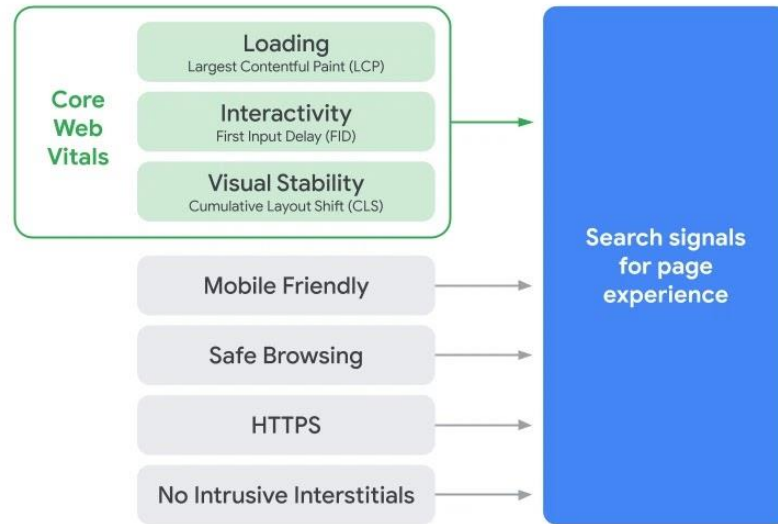 Core
Web
Vitals
Loading
Largest Contentful Paint (LCP)
Interactivity
First Input Delay (FID)
Visual Stability
Cumulative Layout Shift (CLS)
Mobile Friendly
Safe Browsing
HTTPS
No Intrusive Interstitials
Search signals
for page
experience